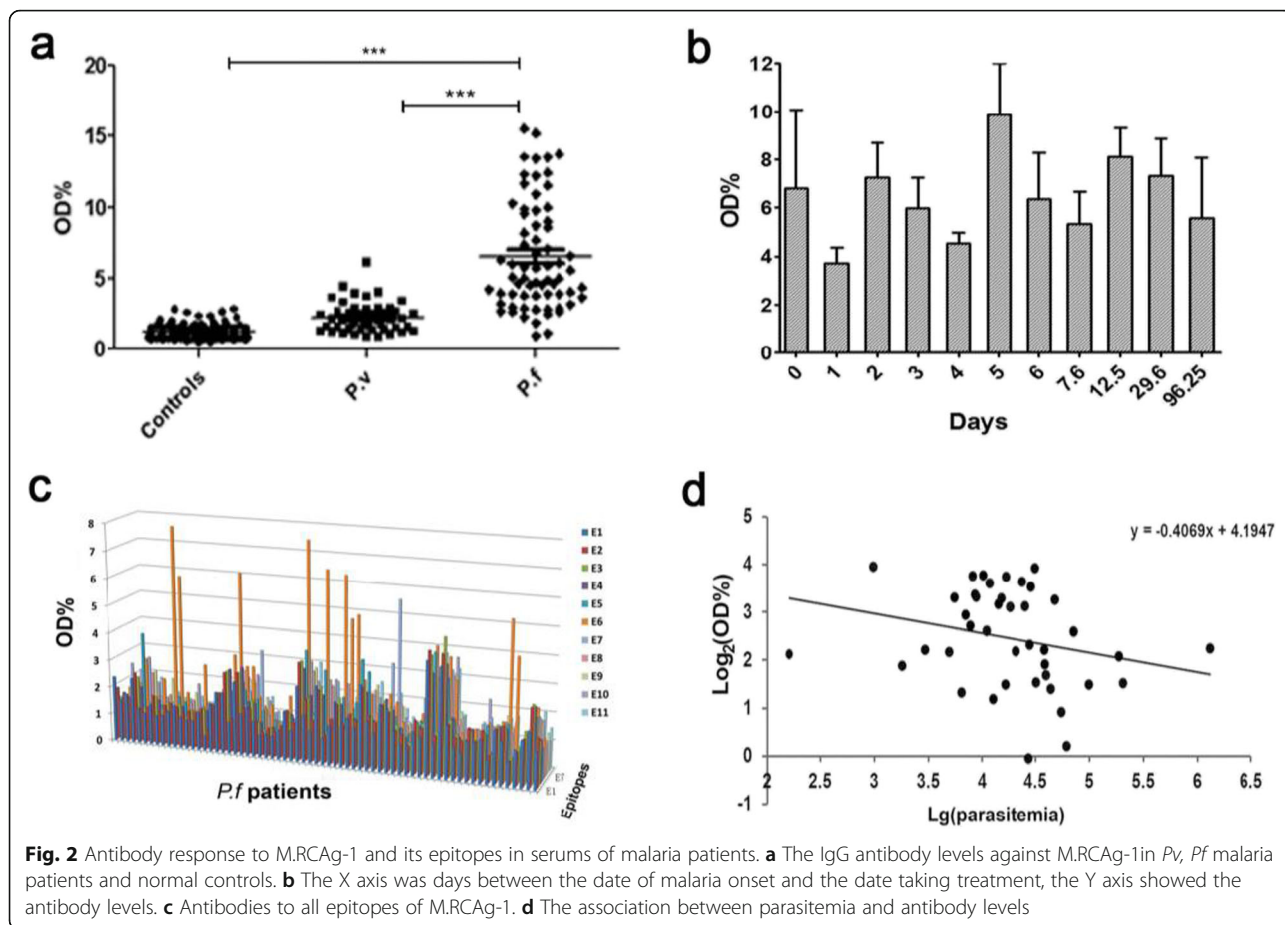 a
***
***
20
15
10
5
0
OD%
Controls
P.v
P.f
b
12
10
8
6
4
2
0
OD%
0
1
2
3
4
5
6
7.6
12.5
29.6
96.25
Days
c
8
7
6
5
4
3
2
1
0
OD%
P.f patients
Epitopes
E7
E1
E1
E2
E3
E4
E5
E6
E7
E8
E9
E10
E11
d
5
4
3
2
1
0
-1
Log2(OD%)
y = -0.4069x + 4.1947
2
2.5
3
3.5
4
4.5
5
5.5
6
6.5
Lg(parasitemia)
Fig. 2 Antibody response to M.RCAg-1 and its epitopes in serums of malaria patients. a The IgG antibody levels against M.RCAg-1in Pv, Pf malaria
patients and normal controls. b The X axis was days between the date of malaria onset and the date taking treatment, the Y axis showed the
antibody levels. c Antibodies to all epitopes of M.RCAg-1. d The association between parasitemia and antibody levels